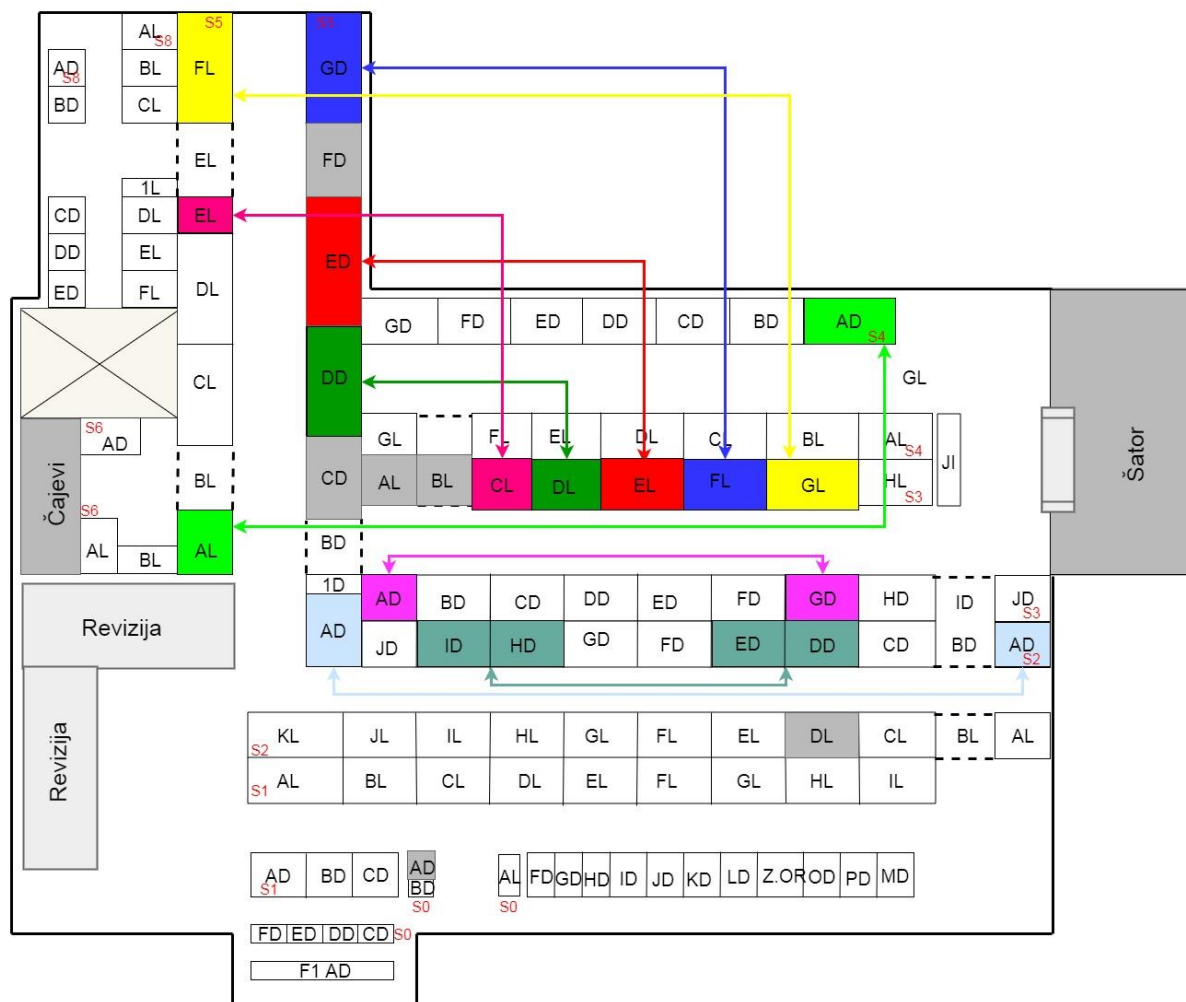 AL S8 S5 FL S5 GD
AD S8 BL
BD CL
EL FD
1L
CD DL EL
DD EL ED
ED FL DL
GD FD ED DD CD BD AD S4
CL DD GL
S6 AD GL FL EL DL CL BL AL S4
Čajevi BL CD AL BL CL DL EL FL GL HL S3 JI Šator
S6 AL BL AL BD
1D
Revizija AD AD BD CD DD ED FD GD HD ID JD S3
JD ID HD GD FD ED DD CD BD AD S2
Revizija
S2 KL JL IL HL GL FL EL DL CL BL AL
S1 AL BL CL DL EL FL GL HL IL
AD S1 BD CD AD BD S0 AL S0 FD GD HD ID JD KD LD Z.OR OD PD MD
FD ED DD CD S0
F1 AD